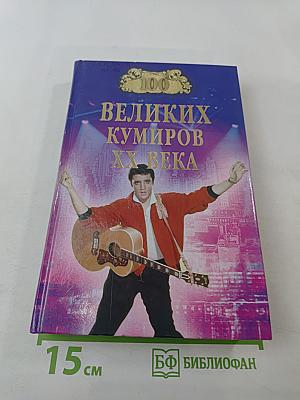 100
ВЕЛИКИХ
КУМИРОВ
XX ВЕКА
15 см
БФ БИБЛИОФАН